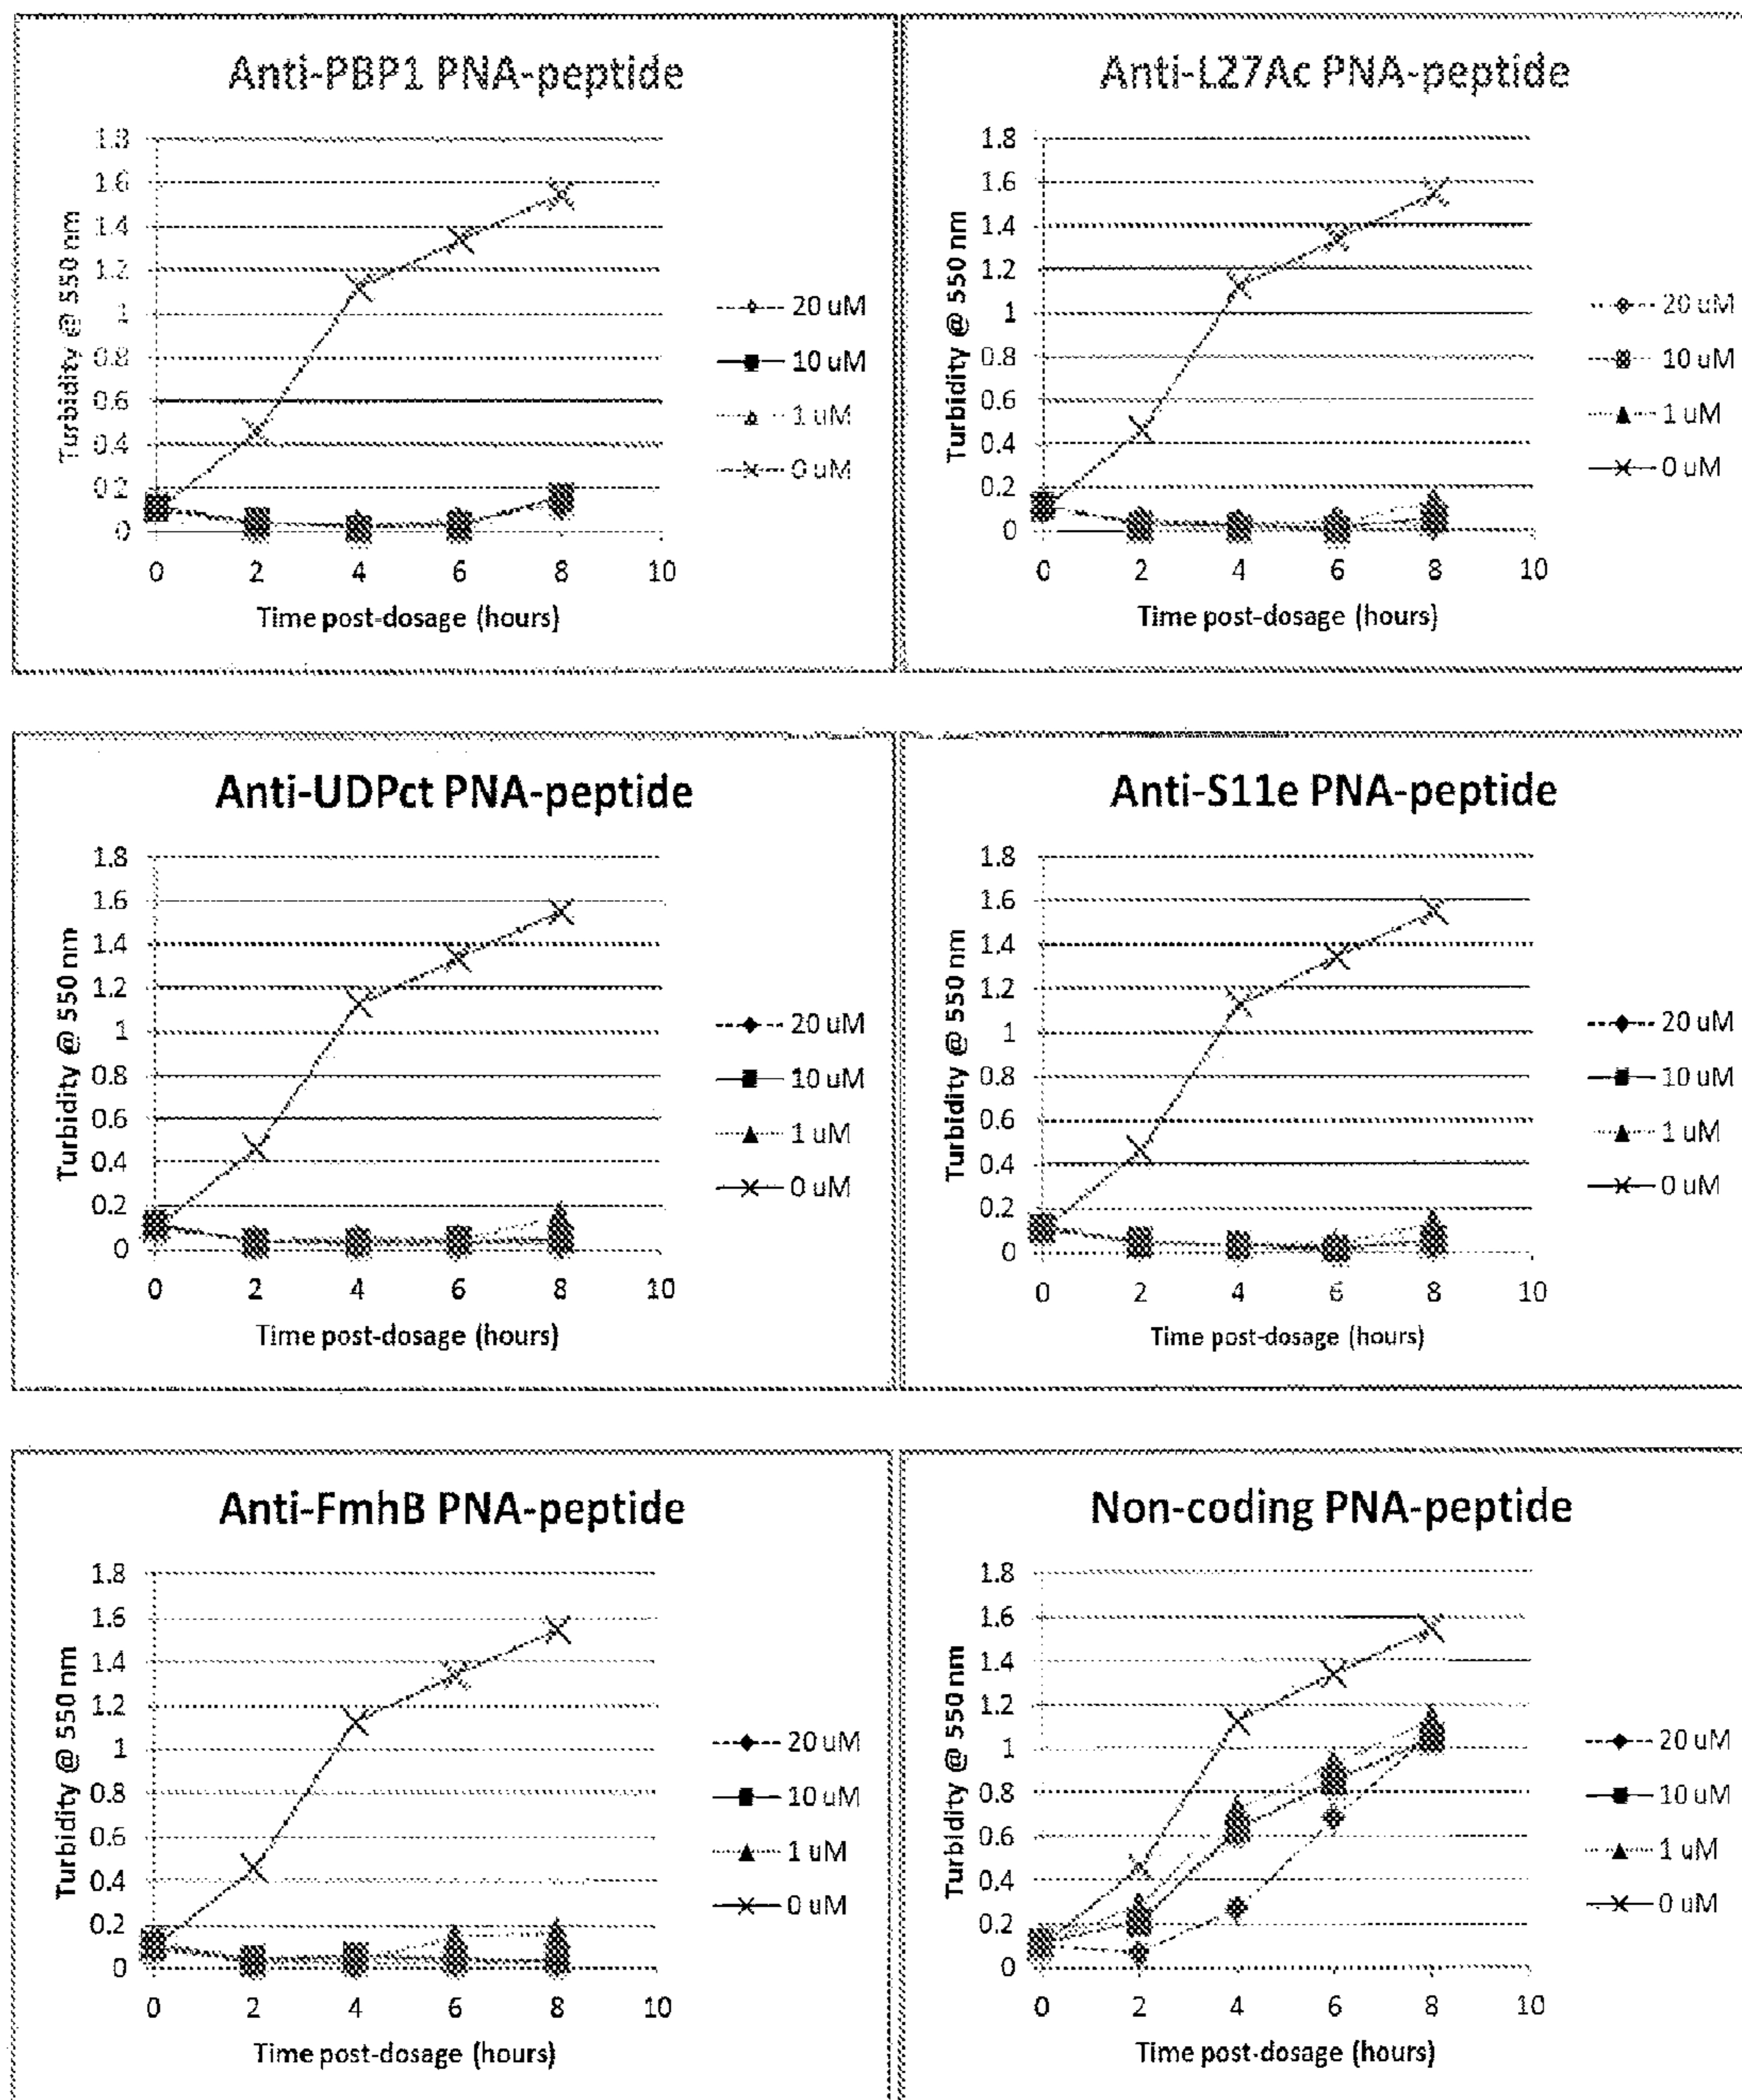 Anti-PBP1 PNA-peptide
1.8
1.6
1.4
1.2
1
0.8
0.6
0.4
0.2
0
Turbidity @ 550 nm
0 2 4 6 8 10
Time post-dosage (hours)
20 uM
10 uM
1 uM
0 uM
Anti-L27Ac PNA-peptide
1.8
1.6
1.4
1.2
1
0.8
0.6
0.4
0.2
0
Turbidity @ 550 nm
0 2 4 6 8 10
Time post-dosage (hours)
20 uM
10 uM
1 uM
0 uM
Anti-UDPct PNA-peptide
1.8
1.6
1.4
1.2
1
0.8
0.6
0.4
0.2
0
Turbidity @ 550 nm
0 2 4 6 8 10
Time post-dosage (hours)
20 uM
10 uM
1 uM
0 uM
Anti-S11e PNA-peptide
1.8
1.6
1.4
1.2
1
0.8
0.6
0.4
0.2
0
Turbidity @ 550 nm
0 2 4 6 8 10
Time post-dosage (hours)
20 uM
10 uM
1 uM
0 uM
Anti-FmhB PNA-peptide
1.8
1.6
1.4
1.2
1
0.8
0.6
0.4
0.2
0
Turbidity @ 550 nm
0 2 4 6 8 10
Time post-dosage (hours)
20 uM
10 uM
1 uM
0 uM
Non-coding PNA-peptide
1.8
1.6
1.4
1.2
1
0.8
0.6
0.4
0.2
0
Turbidity @ 550 nm
0 2 4 6 8 10
Time post-dosage (hours)
20 uM
10 uM
1 uM
0 uM